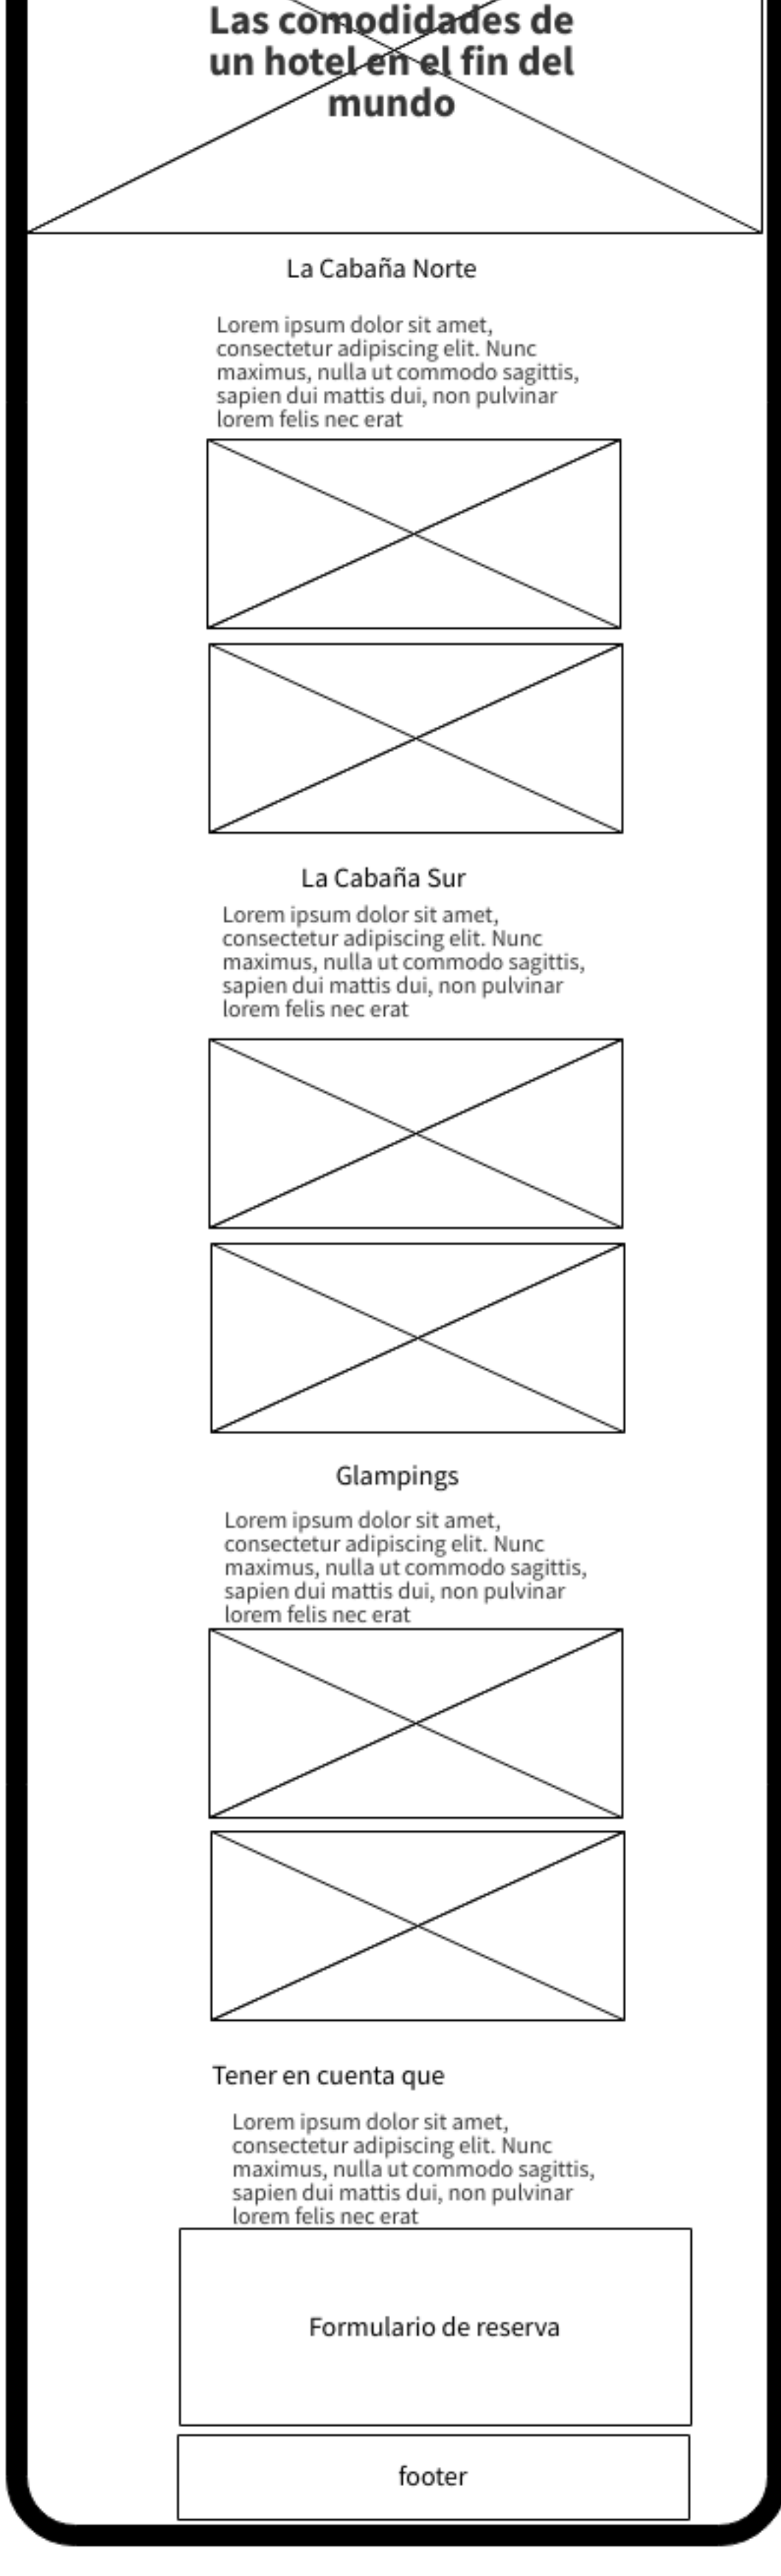 Las comodidades de
un hotel en el fin del
mundo
La Cabaña Norte
Lorem ipsum dolor sit amet,
consectetur adipiscing elit. Nunc
maximus, nulla ut commodo sagittis,
sapien dui mattis dui, non pulvinar
lorem felis nec erat
La Cabaña Sur
Lorem ipsum dolor sit amet,
consectetur adipiscing elit. Nunc
maximus, nulla ut commodo sagittis,
sapien dui mattis dui, non pulvinar
lorem felis nec erat
Glampings
Lorem ipsum dolor sit amet,
consectetur adipiscing elit. Nunc
maximus, nulla ut commodo sagittis,
sapien dui mattis dui, non pulvinar
lorem felis nec erat
Tener en cuenta que
Lorem ipsum dolor sit amet,
consectetur adipiscing elit. Nunc
maximus, nulla ut commodo sagittis,
sapien dui mattis dui, non pulvinar
lorem felis nec erat
Formulario de reserva
footer